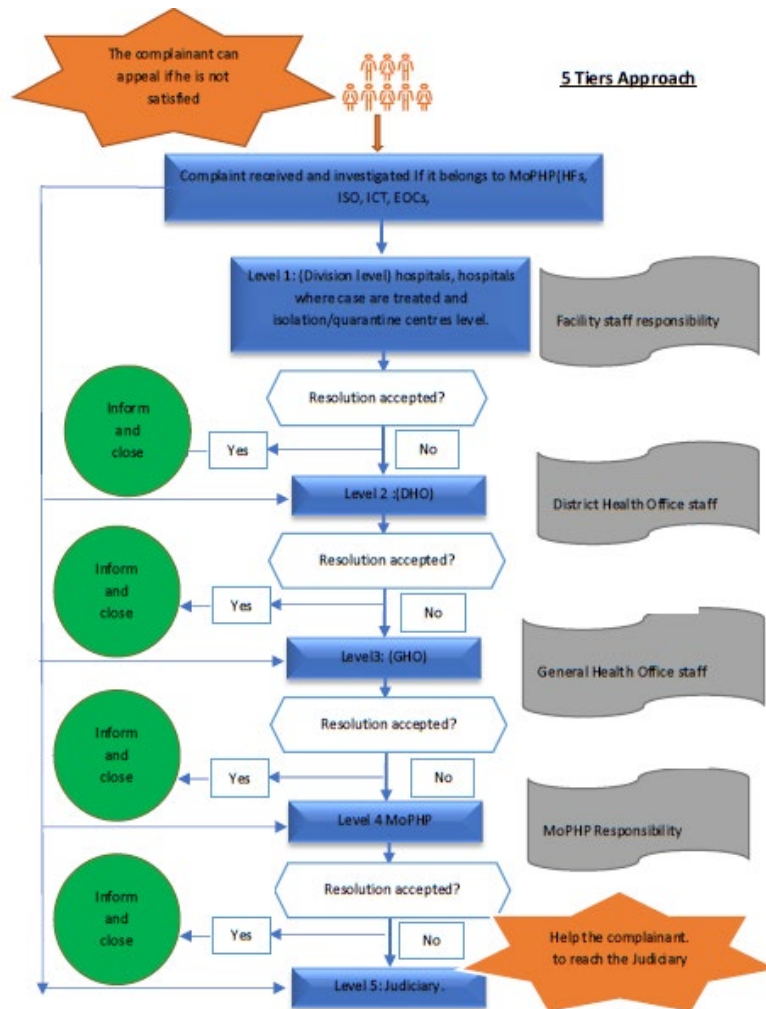 The complainant can
appeal if he is not
satisfied
5 Tiers Approach
Complaint received and investigated If it belongs to MoPHP(HFs,
ISO, ICT, EOCs,
Level 1: (Division level) hospitals, hospitals
where case are treated and
isolation/quarantine centres level.
Facility staff responsibility
Resolution accepted?
Inform
and
close
Yes
No
Level 2 :(DHO)
District Health Office staff
Resolution accepted?
Inform
and
close
Yes
No
Level3: (GHO)
General Health Office staff
Resolution accepted?
Inform
and
close
Yes
No
Level 4 MoPHP
MoPHP Responsibility
Resolution accepted?
Inform
and
close
Yes
No
Help the complainant.
to reach the Judiciary
Level 5: Judiciary.